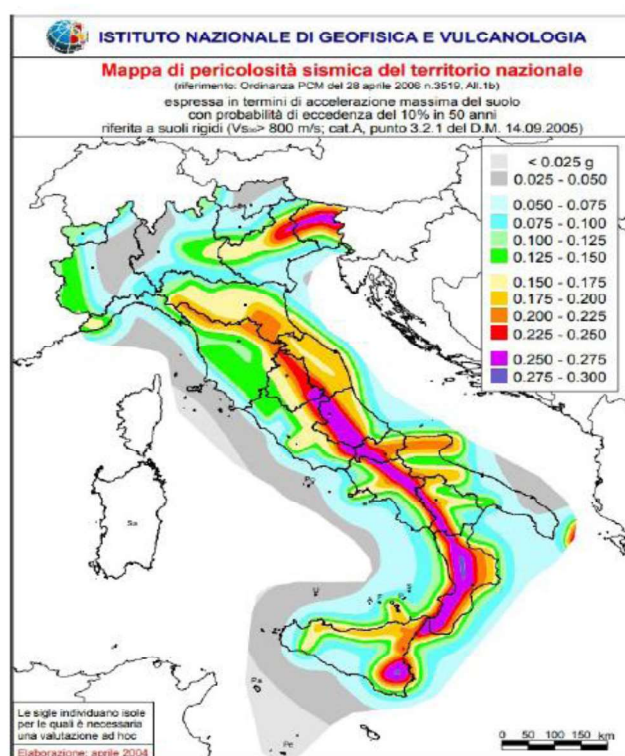 ISTITUTO NAZIONALE DI GEOFISICA E VULCANOLOGIA
Mappa di pericolosità sismica del territorio nazionale
(riferimento: Ordinanza PCM del 28 aprile 2006 n.3519, All.1b)
espressa in termini di accelerazione massima del suolo
con probabilità di eccedenza del 10% in 50 anni
riferita a suoli rigidi (Vs₃₀> 800 m/s; cat.A, punto 3.2.1 del D.M. 14.09.2005)
< 0.025 g
0.025 - 0.050
0.050 - 0.075
0.075 - 0.100
0.100 - 0.125
0.125 - 0.150
0.150 - 0.175
0.175 - 0.200
0.200 - 0.225
0.225 - 0.250
0.250 - 0.275
0.275 - 0.300
Sa
U
Pa
Pe
Le sigle individuano isole
per le quali è necessaria
una valutazione ad hoc
Elaborazione: aprile 2004
0 50 100 150 km